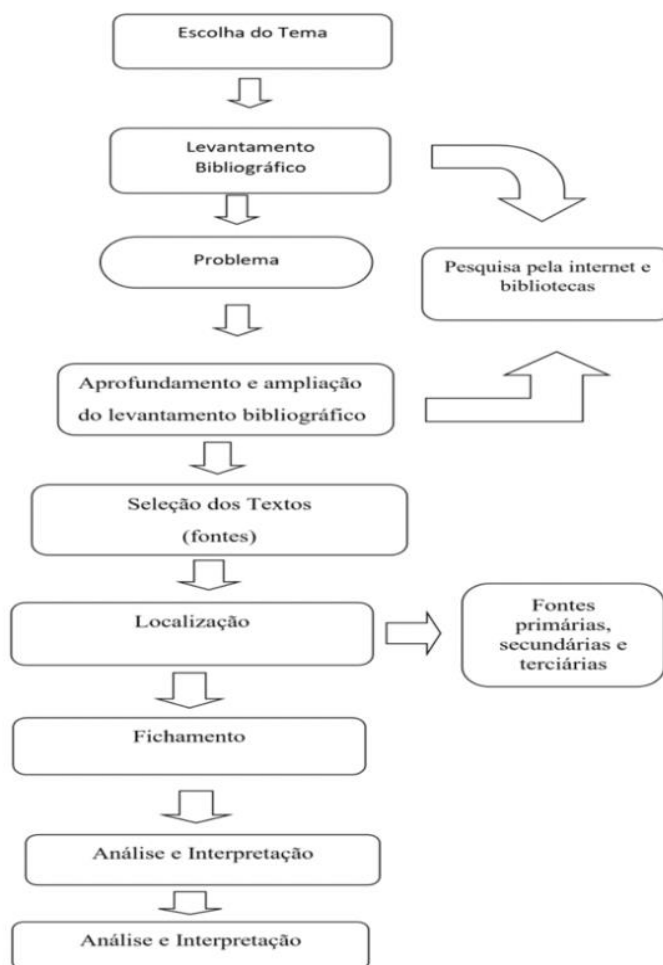 Escolha do Tema
Levantamento
Bibliográfico
Problema
Pesquisa pela internet e
bibliotecas
Aprofundamento e ampliação
do levantamento bibliográfico
Seleção dos Textos
(fontes)
Localização
Fontes
primárias,
secundárias e
terciárias
Fichamento
Análise e Interpretação
Análise e Interpretação